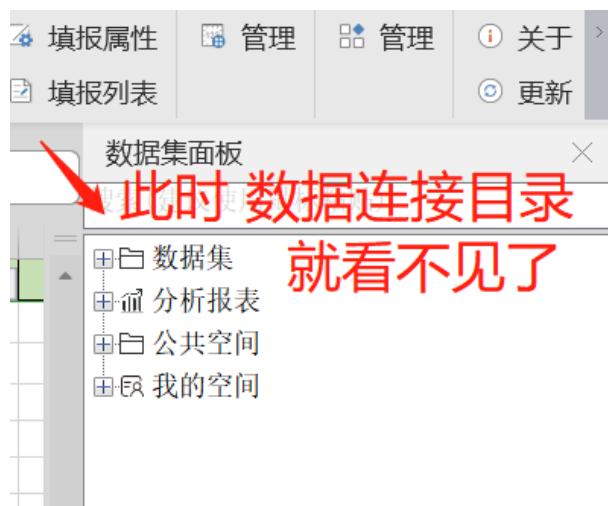 填报属性 管理 管理 关于
填报列表 更新
数据集面板
此时 数据连接目录
就看不见了
数据集
分析报表
公共空间
我的空间